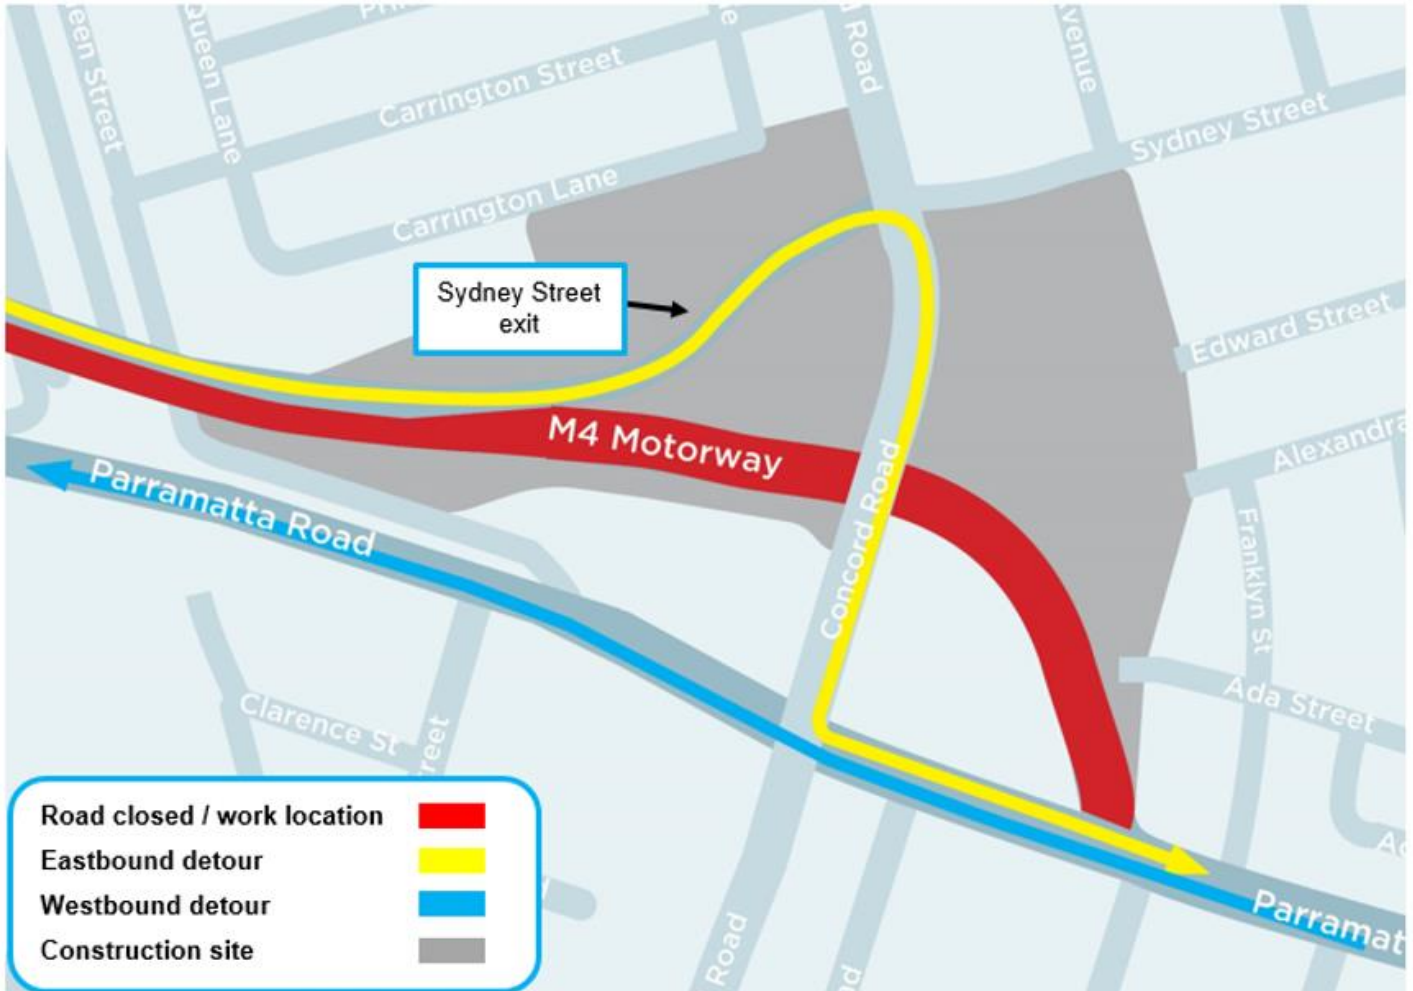 Queen Lane
Carrington Street
Road
Avenue
Sydney Street
Carrington Lane
Sydney Street
exit
Edward Street
M4 Motorway
Alexandra
Parramatta Road
Concord Road
Franklyn St
Ada Street
Clarence St
Parramat
Road
Road closed / work location
Eastbound detour
Westbound detour
Construction site